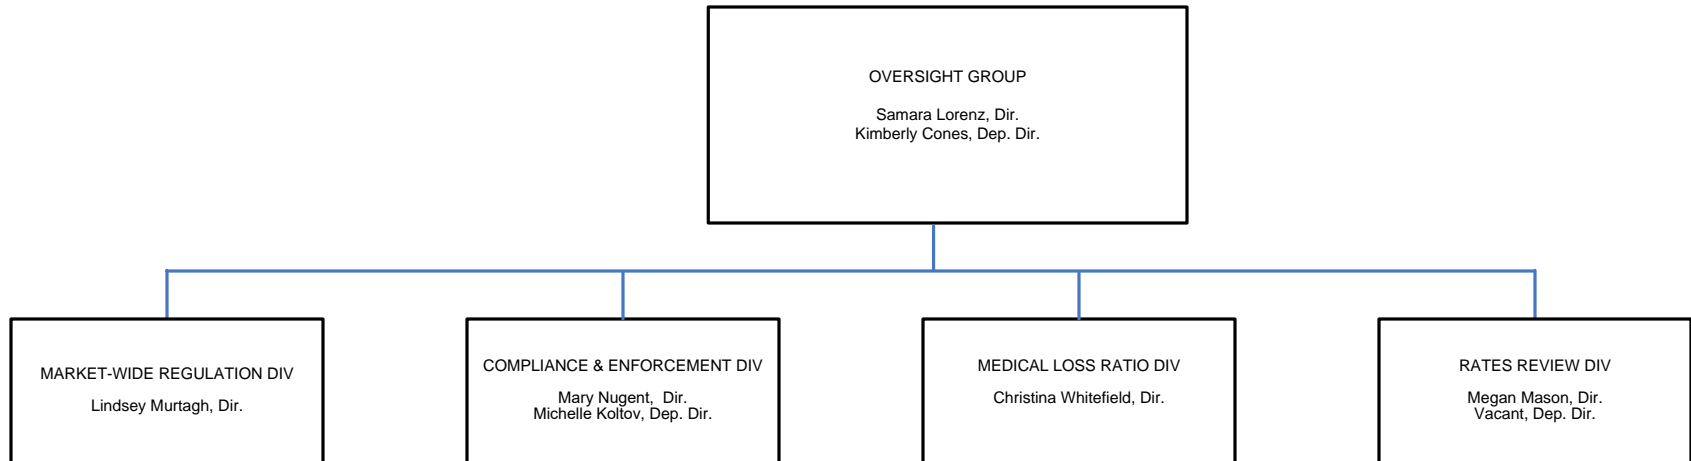 OVERSIGHT GROUP
Samara Lorenz, Dir.
Kimberly Cones, Dep. Dir.
MARKET-WIDE REGULATION DIV
Lindsey Murtagh, Dir.
COMPLIANCE & ENFORCEMENT DIV
Mary Nugent,  Dir.
Michelle Koltov, Dep. Dir.
MEDICAL LOSS RATIO DIV
Christina Whitefield, Dir.
RATES REVIEW DIV
Megan Mason, Dir.
Vacant, Dep. Dir.